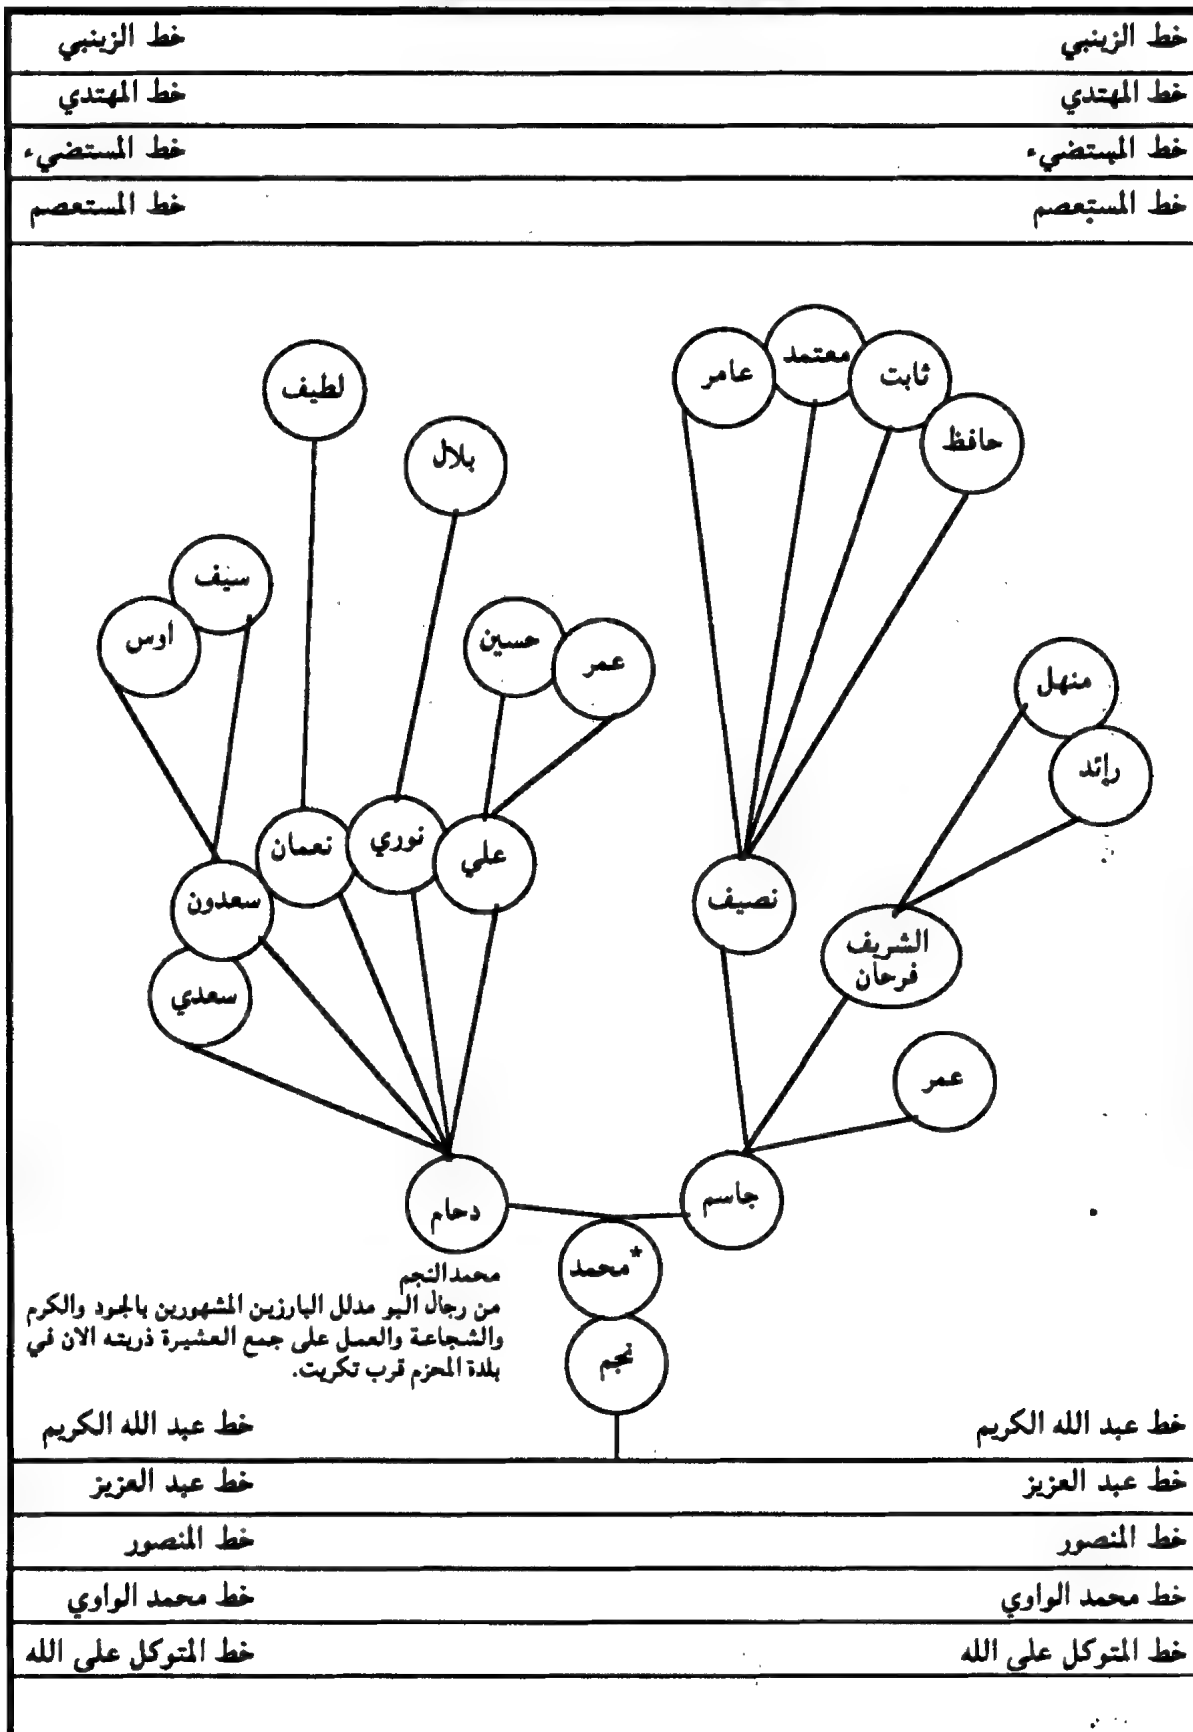 خط الزينبي
خط الزينبي
خط المهتدي
خط المهتدي
خط المستضيء
خط المستضيء
خط المستعصم
خط المستعصم
معتمد
عامر
ثابت
لطيف
حافظ
بلال
سيف
اوس
حسين
عمر
منهل
رائد
نوري
نعمان
علي
سعدون
نصيف
الشريف
فرحان
سعدي
عمر
جاسم
دحام
*محمد
نجم
محمد النجم
من رجال البو مدلل البارزين المشهورين بالجود والكرم
والشجاعة والعمل على جمع العشيرة ذريته الان في
بلدة المحزم قرب تكريت.
خط عبد الله الكريم
خط عبد الله الكريم
خط عبد العزيز
خط عبد العزيز
خط المنصور
خط المنصور
خط محمد الواوي
خط محمد الواوي
خط المتوكل على الله
خط المتوكل على الله